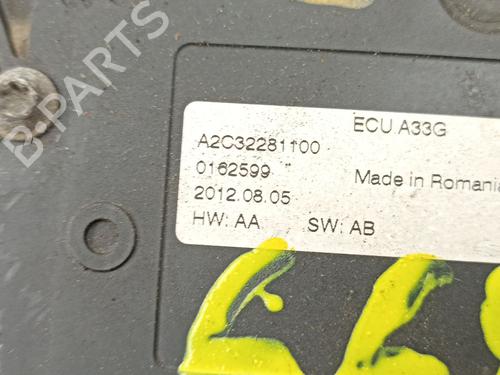 ECU A33G
A2C32281100
0162599
Made in Romania
2012.08.05
HW: AA SW: AB
B-PARTS